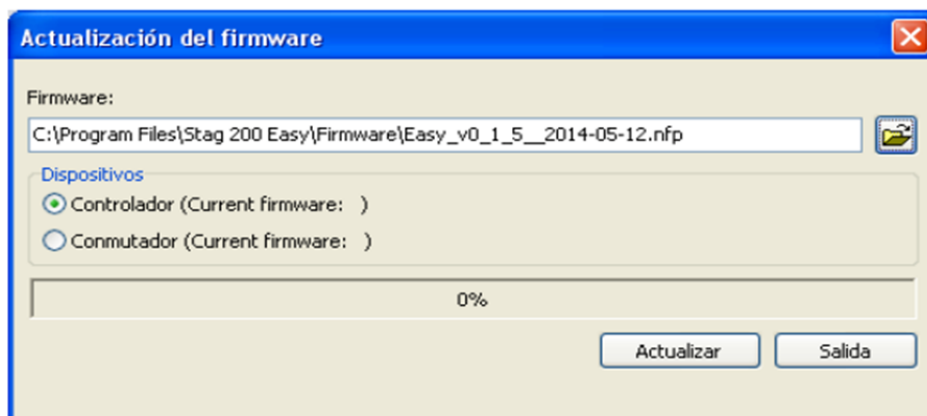 Actualización del firmware
Firmware:
C:\Program Files\Stag 200 Easy\Firmware\Easy_v0_1_5__2014-05-12.nfp
Dispositivos
Controlador (Current firmware:   )
Conmutador (Current firmware:   )
0%
Actualizar Salida